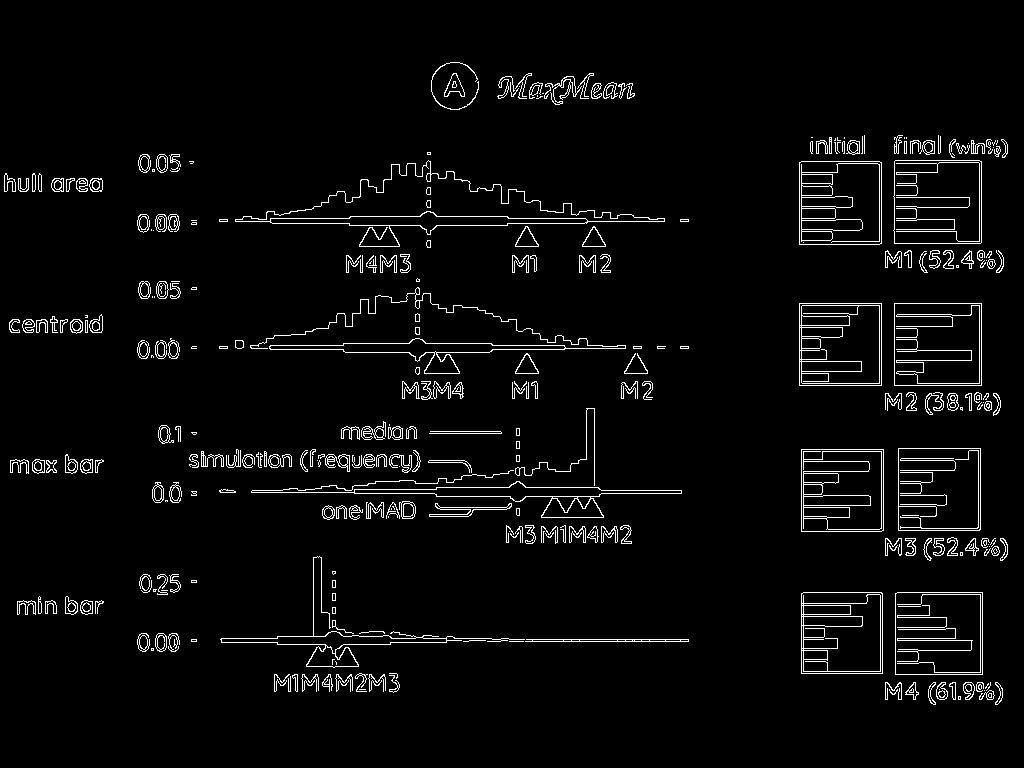 A MaxMean
initial final (win%)
hull area 0.05
0.00
M4M3 M1 M2
M1 (52.4%)
centroid 0.05
0.00
M3M4 M1 M2
M2 (38.1%)
max bar 0.1
median
simulation (frequency)
0.0
one MAD
M3 M1M4M2
M3 (52.4%)
min bar 0.25
0.00
M1M4M2M3
M4 (61.9%)